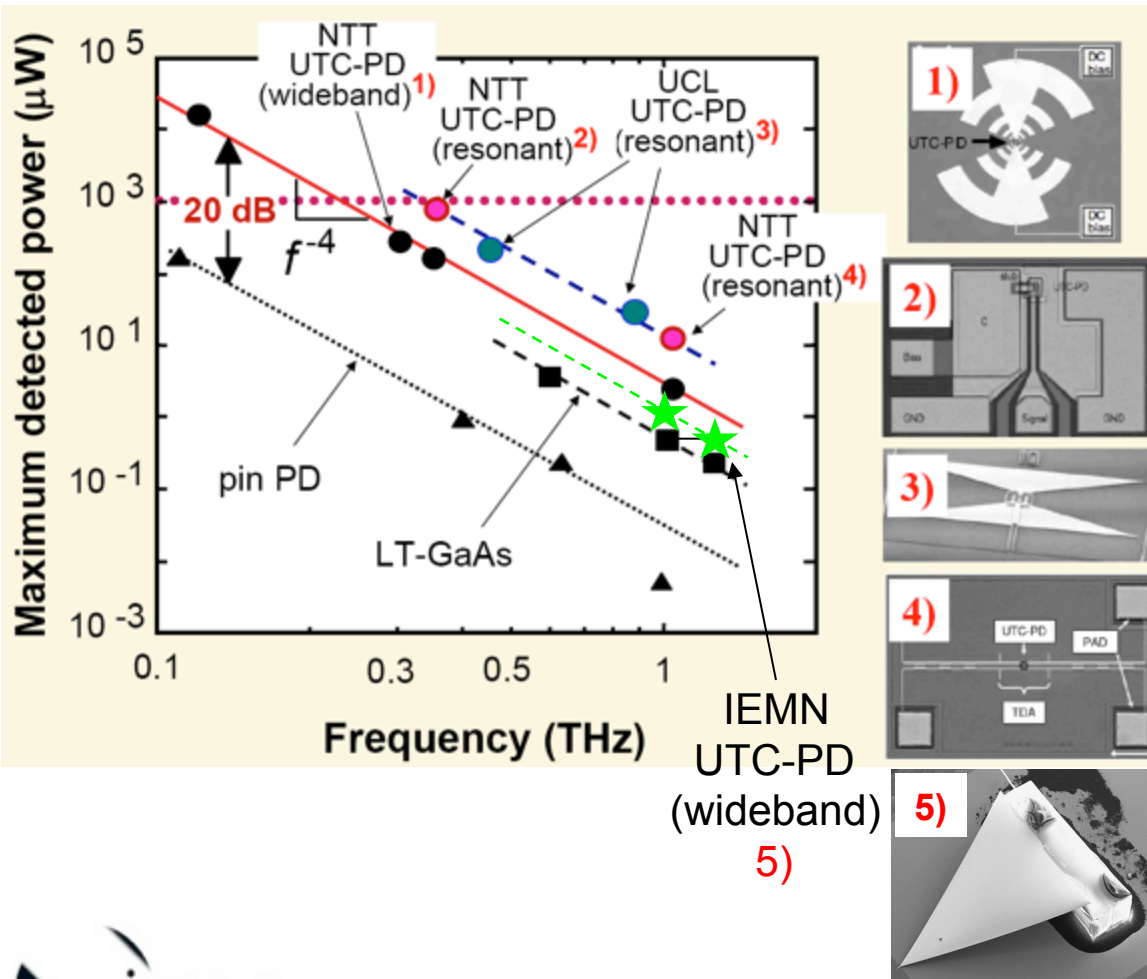 Maximum detected power (μW)
10 5
10 3
10 1
10 -1
10 -3
NTT
UTC-PD
(wideband)1)
NTT
UTC-PD
(resonant)2)
UCL
UTC-PD
(resonant)3)
NTT
UTC-PD
(resonant)4)
20 dB
f -4
pin PD
LT-GaAs
0.1
0.3
0.5
1
Frequency (THz)
IEMN
UTC-PD
(wideband)
5)
1)
DC
bias
UTC-PD
DC
bias
2)
UTC-PD
C
Bias
GND
Signal
GND
3)
4)
UTC-PD
PAD
TDA
5)